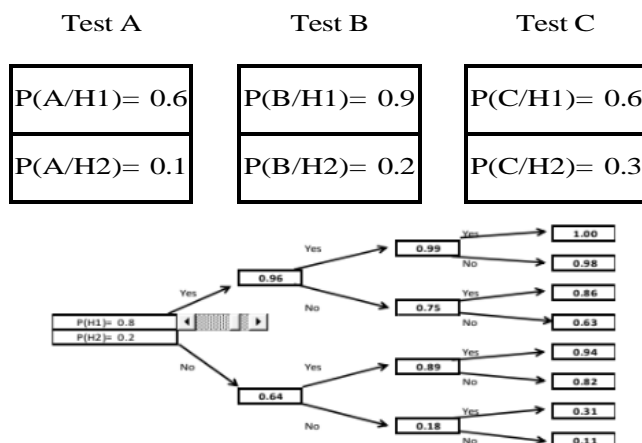 Test A Test B Test C
P(A/H1)= 0.6 P(B/H1)= 0.9 P(C/H1)= 0.6
P(A/H2)= 0.1 P(B/H2)= 0.2 P(C/H2)= 0.3
Yes 1.00
Yes 0.99
No 0.98
0.96
Yes Yes 0.86
No 0.75
No 0.63
P(H1)= 0.8
P(H2)= 0.2
Yes 0.94
No Yes 0.89
No 0.82
0.64
Yes 0.31
No 0.18
No 0.11